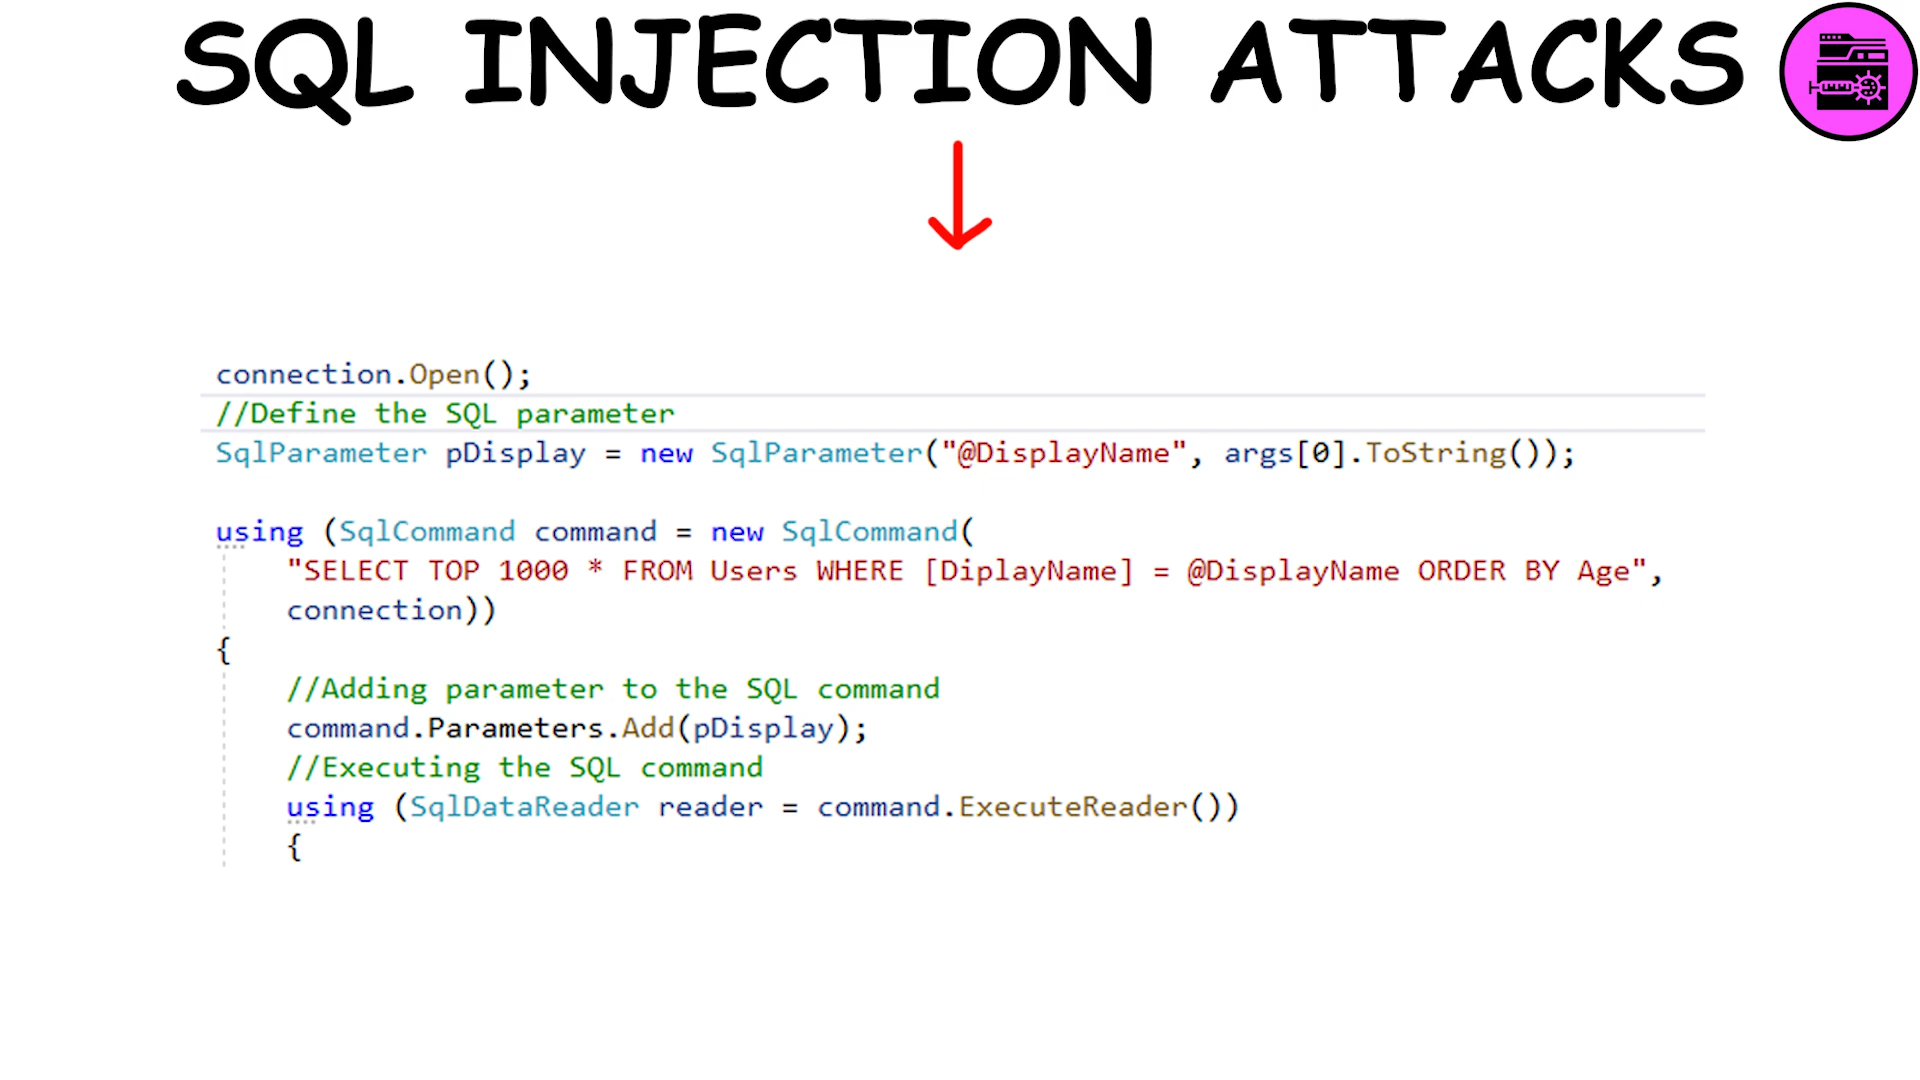 SQL INJECTION ATTACKS
connection.Open();
//Define the SQL parameter
SqlParameter pDisplay = new SqlParameter("@DisplayName", args[0].ToString());
using (SqlCommand command = new SqlCommand(
"SELECT TOP 1000 * FROM Users WHERE [DiplayName] = @DisplayName ORDER BY Age",
connection))
{
//Adding parameter to the SQL command
command.Parameters.Add(pDisplay);
//Executing the SQL command
using (SqlDataReader reader = command.ExecuteReader())
{